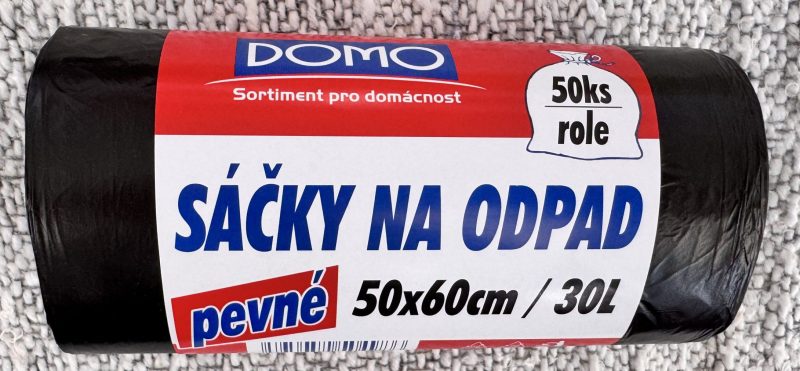 DOMO
Sortiment pro domácnost
50ks
role
SÁČKY NA ODPAD
pevné
50x60cm / 30L